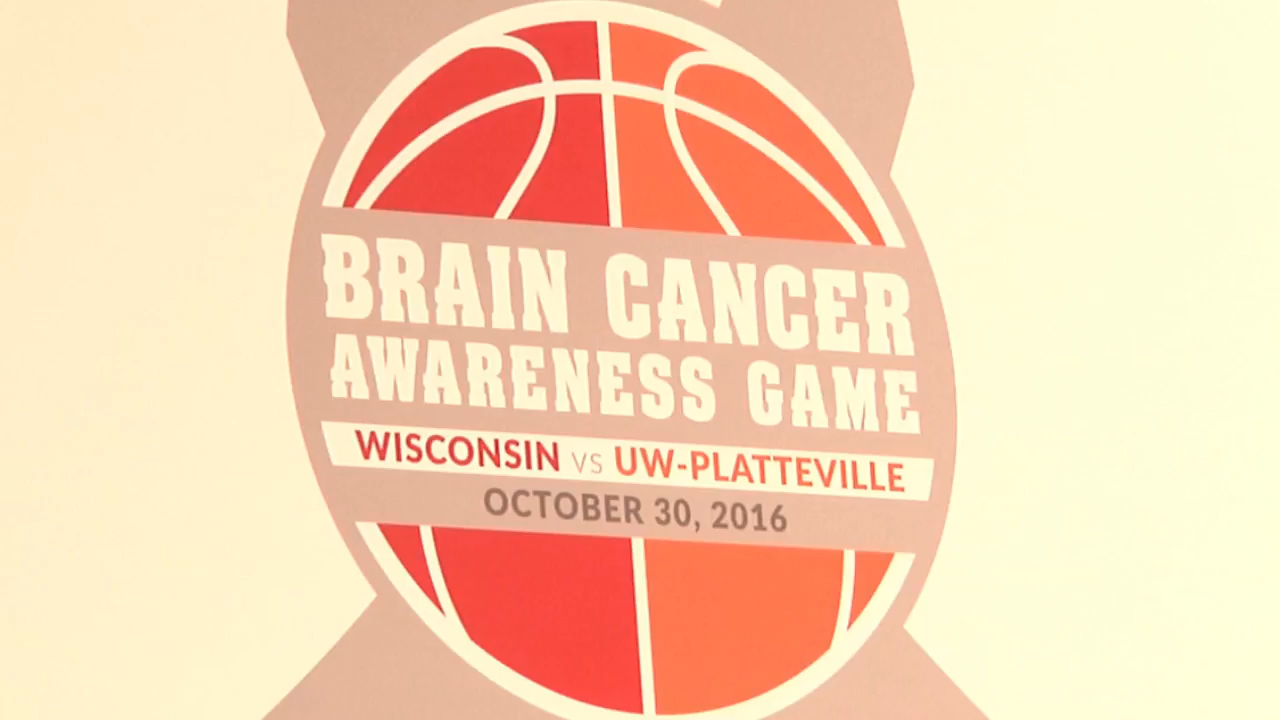 BRAIN CANCER
AWARENESS GAME
WISCONSIN VS UW-PLATTEVILLE
OCTOBER 30, 2016